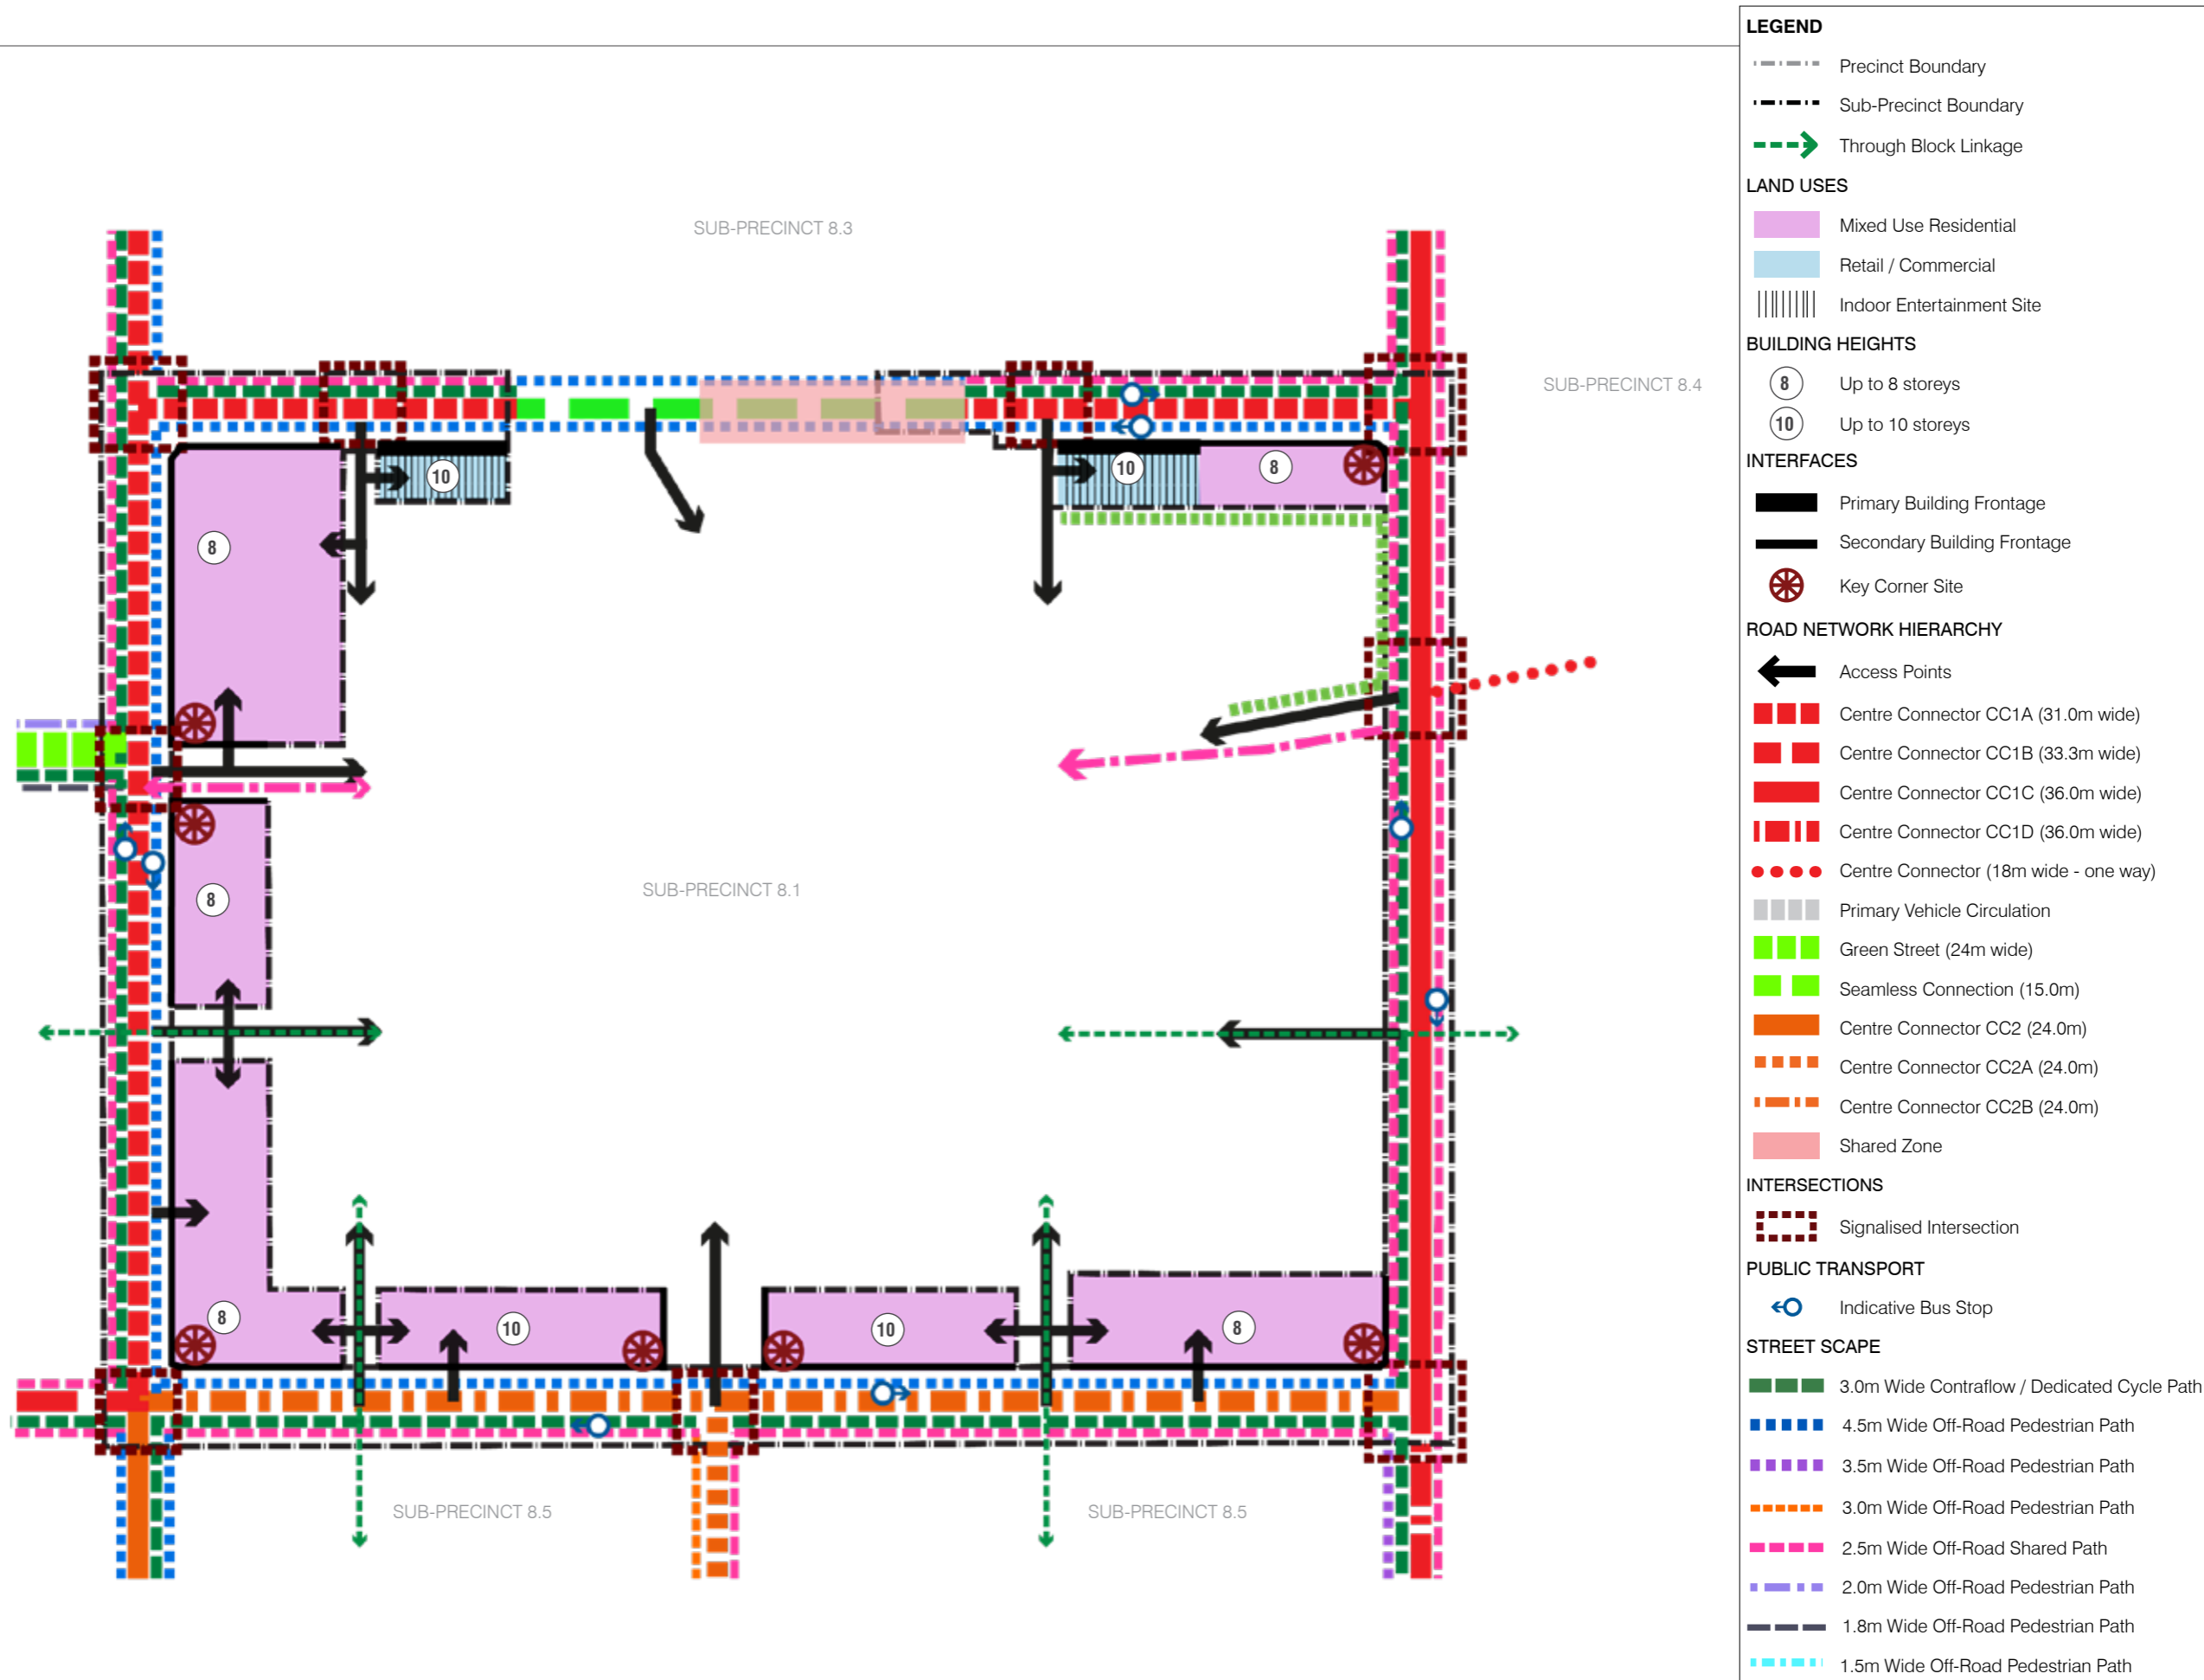 LEGEND
Precinct Boundary
Sub-Precinct Boundary
Through Block Linkage
LAND USES
Mixed Use Residential
Retail / Commercial
Indoor Entertainment Site
BUILDING HEIGHTS
8 Up to 8 storeys
10 Up to 10 storeys
INTERFACES
Primary Building Frontage
Secondary Building Frontage
Key Corner Site
ROAD NETWORK HIERARCHY
Access Points
Centre Connector CC1A (31.0m wide)
Centre Connector CC1B (33.3m wide)
Centre Connector CC1C (36.0m wide)
Centre Connector CC1D (36.0m wide)
Centre Connector (18m wide - one way)
Primary Vehicle Circulation
Green Street (24m wide)
Seamless Connection (15.0m)
Centre Connector CC2 (24.0m)
Centre Connector CC2A (24.0m)
Centre Connector CC2B (24.0m)
Shared Zone
INTERSECTIONS
Signalised Intersection
PUBLIC TRANSPORT
Indicative Bus Stop
STREET SCAPE
3.0m Wide Contraflow / Dedicated Cycle Path
4.5m Wide Off-Road Pedestrian Path
3.5m Wide Off-Road Pedestrian Path
3.0m Wide Off-Road Pedestrian Path
2.5m Wide Off-Road Shared Path
2.0m Wide Off-Road Pedestrian Path
1.8m Wide Off-Road Pedestrian Path
1.5m Wide Off-Road Pedestrian Path
SUB-PRECINCT 8.3
SUB-PRECINCT 8.4
10
10
8
8
SUB-PRECINCT 8.1
8
8
10
10
8
SUB-PRECINCT 8.5
SUB-PRECINCT 8.5